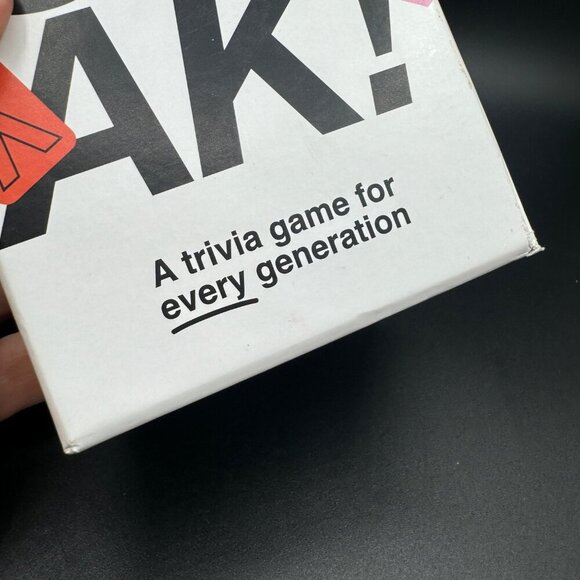 AK!
A trivia game for
every generation